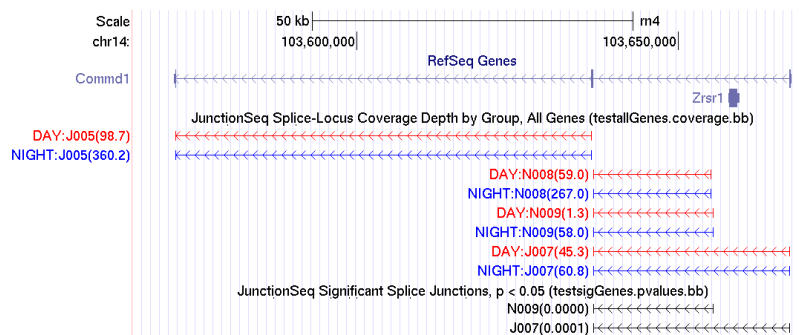 Scale 50 kb rn4
chr14: 103,600,000 103,650,000
RefSeq Genes
Commd1
Zrsr1
JunctionSeq Splice-Locus Coverage Depth by Group, All Genes (testallGenes.coverage.bb)
DAY:J005(98.7)
NIGHT:J005(360.2)
DAY:N008(59.0)
NIGHT:N008(267.0)
DAY:N009(1.3)
NIGHT:N009(58.0)
DAY:J007(45.3)
NIGHT:J007(60.8)
JunctionSeq Significant Splice Junctions, p < 0.05 (testsigGenes.pvalues.bb)
N009(0.0000)
J007(0.0001)